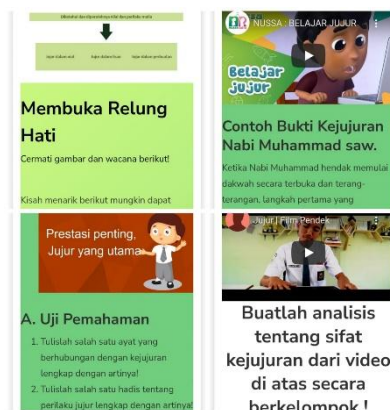 Membuka Relung
Hati
Cermati gambar dan wacana berikut!
Kisah menarik berikut mungkin dapat
NUSSA : BELAJAR JUJUR
Belajar
jujur
Contoh Bukti Kejujuran
Nabi Muhammad saw.
Ketika Nabi Muhammad hendak memulai
dakwah secara terbuka dan terang-
terangan, langkah pertama yang
Prestasi penting,
Jujur yang utama
A. Uji Pemahaman
1. Tulislah salah satu ayat yang
berhubungan dengan kejujuran
lengkap dengan artinya!
2. Tulislah salah satu hadis tentang
perilaku jujur lengkap dengan artinya!
Jujur | Film Pendek
Buatlah analisis
tentang sifat
kejujuran dari video
di atas secara
berkelompok !